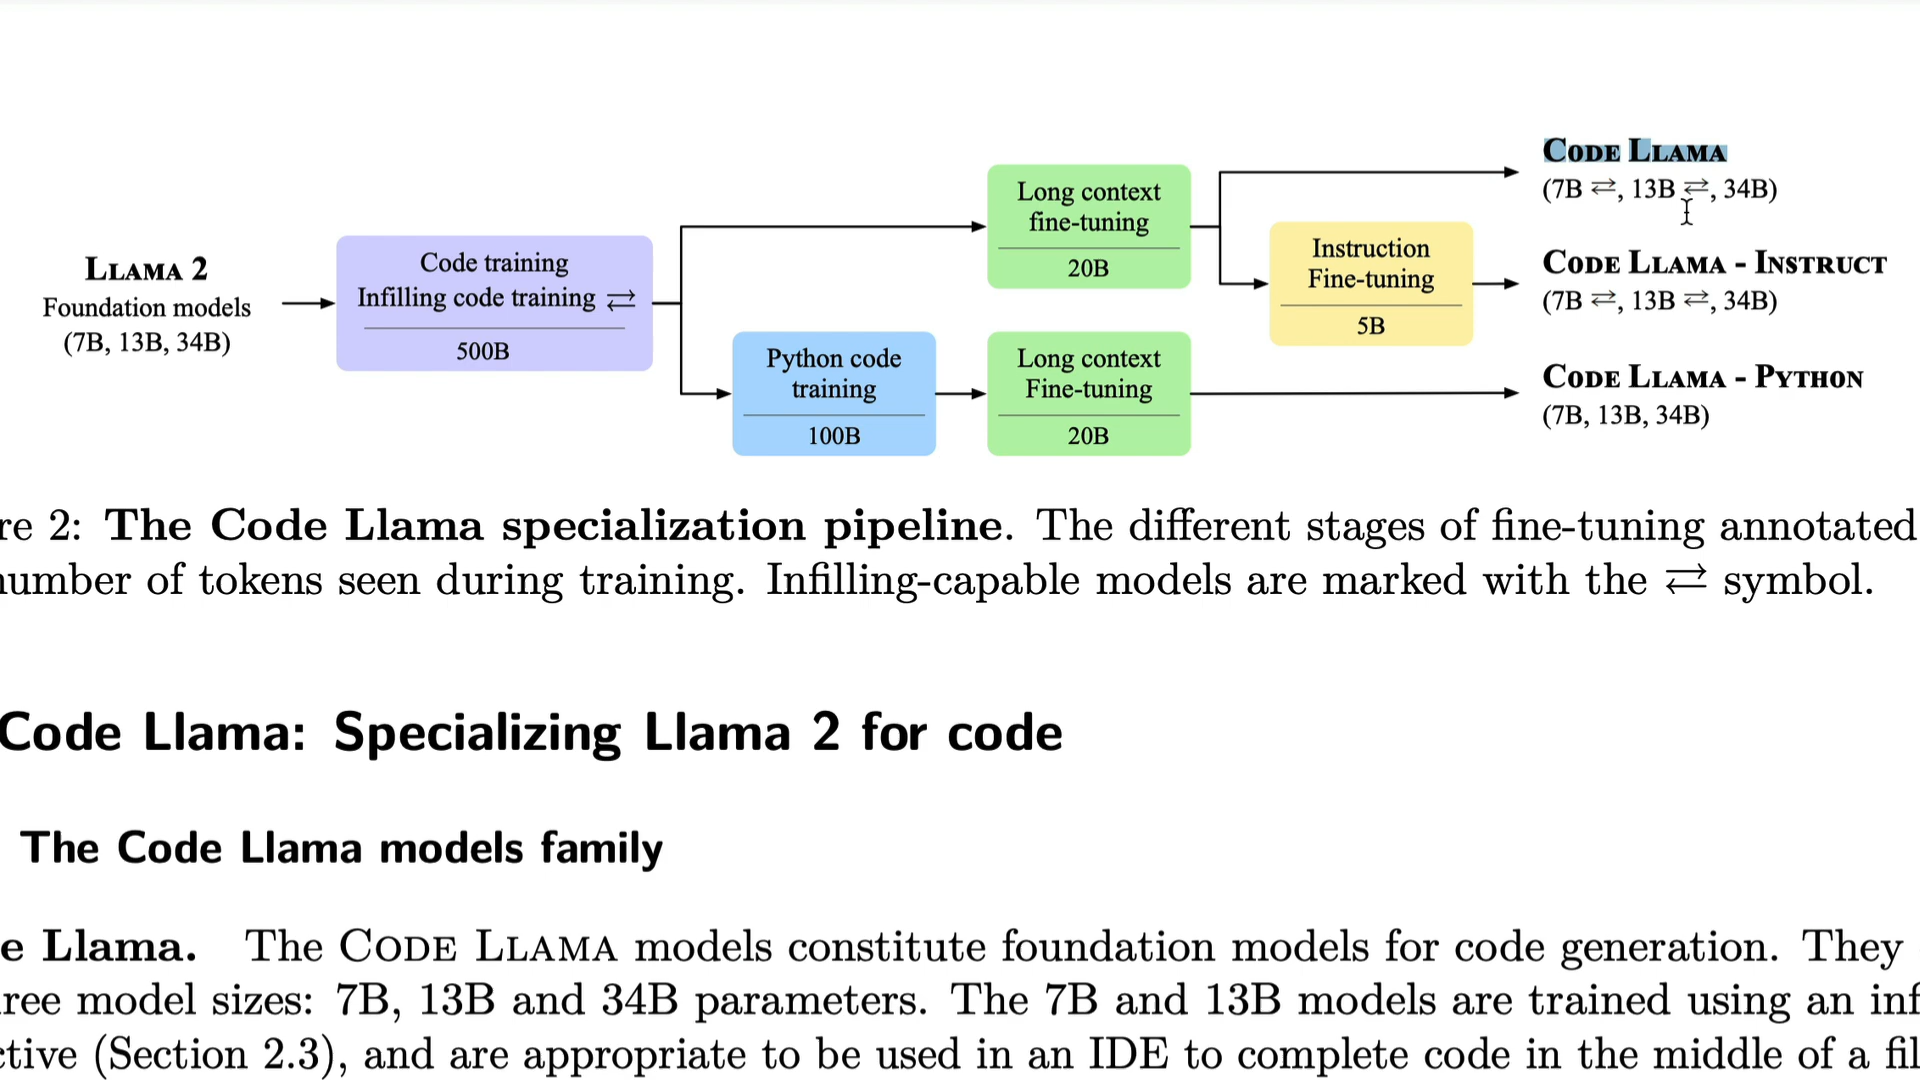 LLAMA 2
Foundation models
(7B, 13B, 34B)
Code training
Infilling code training ⇄
500B
Python code
training
100B
Long context
fine-tuning
20B
Long context
Fine-tuning
20B
Instruction
Fine-tuning
5B
CODE LLAMA
(7B ⇄, 13B ⇄, 34B)
CODE LLAMA - INSTRUCT
(7B ⇄, 13B ⇄, 34B)
CODE LLAMA - PYTHON
(7B, 13B, 34B)
re 2: The Code Llama specialization pipeline. The different stages of fine-tuning annotated
number of tokens seen during training. Infilling-capable models are marked with the ⇄ symbol.
Code Llama: Specializing Llama 2 for code
The Code Llama models family
e Llama. The CODE LLAMA models constitute foundation models for code generation. They
ree model sizes: 7B, 13B and 34B parameters. The 7B and 13B models are trained using an inf
ctive (Section 2.3), and are appropriate to be used in an IDE to complete code in the middle of a fil